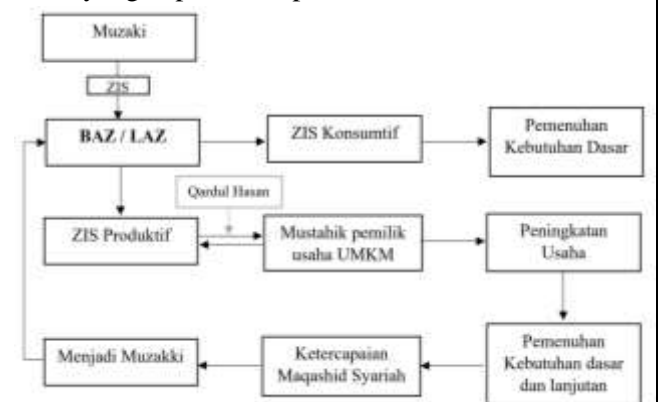 Muzaki
ZIS
BAZ / LAZ
ZIS Konsumtif
Pemenuhan
Kebutuhan Dasar
Qardul Hasan
ZIS Produktif
Mustahik pemilik
usaha UMKM
Peningkatan
Usaha
Menjadi Muzakki
Ketercapaian
Maqashid Syariah
Pemenuhan
Kebutuhan dasar
dan lanjutan